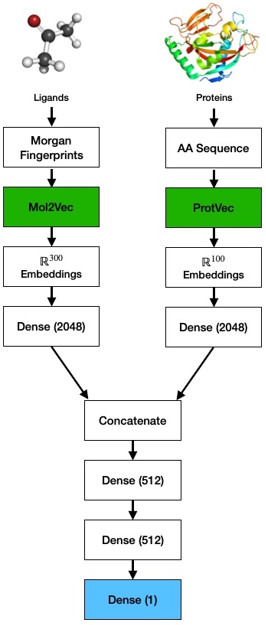 Ligands
Proteins
Morgan
Fingerprints
AA Sequence
Mol2Vec
ProtVec
ℝ³⁰⁰
Embeddings
ℝ¹⁰⁰
Embeddings
Dense (2048)
Dense (2048)
Concatenate
Dense (512)
Dense (512)
Dense (1)